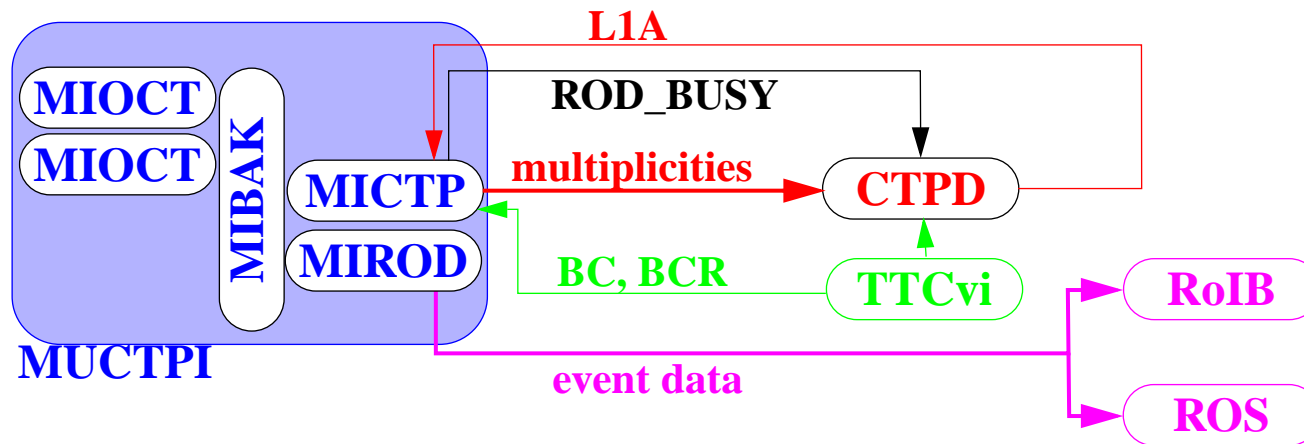 L1A
MIOCT
ROD_BUSY
MIOCT
MIBAK
multiplicities
MICTP
CTPD
MIROD
BC, BCR
TTCvi
RoIB
MUCTPI
event data
ROS